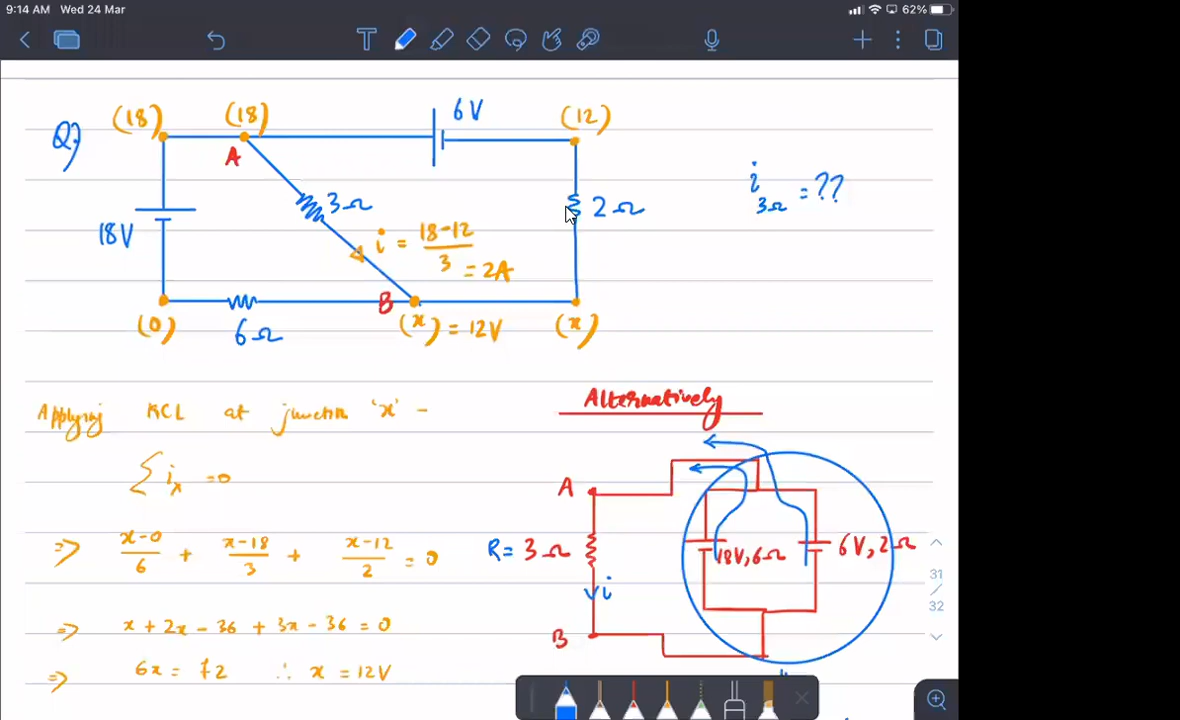 9:14 AM Wed 24 Mar 62%
Q) (18) (18) 6V (12)
A
3Ω 2Ω i3Ω = ??
18V i = 18-12/3 = 2A
B
(0) 6Ω (x) = 12V (x)
Applying KCL at junction 'x' -
Σ ix = 0
⇒ x-0/6 + x-18/3 + x-12/2 = 0
⇒ x + 2x - 36 + 3x - 36 = 0
⇒ 6x = 72 ∴ x = 12V
Alternatively
A
R = 3Ω 18V, 6Ω 6V, 2Ω
i
B
31
/
32